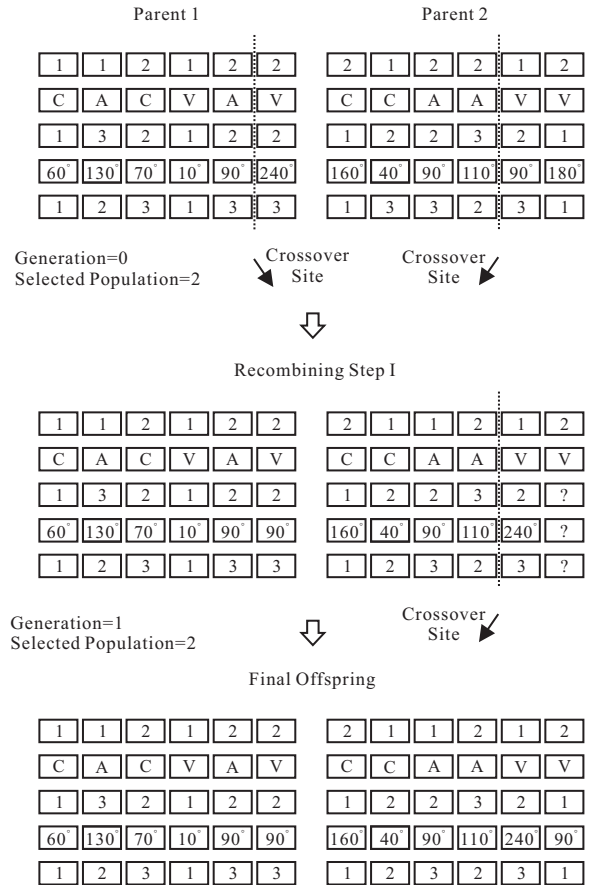 Parent 1 Parent 2
1 1 2 1 2 2 2 1 2 2 1 2
C A C V A V C C A A V V
1 3 2 1 2 2 1 2 2 3 2 1
60° 130° 70° 10° 90° 240° 160° 40° 90° 110° 90° 180°
1 2 3 1 3 3 1 3 3 2 3 1
Generation=0 Crossover Crossover
Selected Population=2 Site Site
Recombining Step I
1 1 2 1 2 2 2 1 1 2 1 2
C A C V A V C C A A V V
1 3 2 1 2 2 1 2 2 3 2 ?
60° 130° 70° 10° 90° 90° 160° 40° 90° 110° 240° ?
1 2 3 1 3 3 1 2 3 2 3 ?
Generation=1 Crossover
Selected Population=2 Site
Final Offspring
1 1 2 1 2 2 2 1 1 2 1 2
C A C V A V C C A A V V
1 3 2 1 2 2 1 2 2 3 2 1
60° 130° 70° 10° 90° 90° 160° 40° 90° 110° 240° 90°
1 2 3 1 3 3 1 2 3 2 3 1